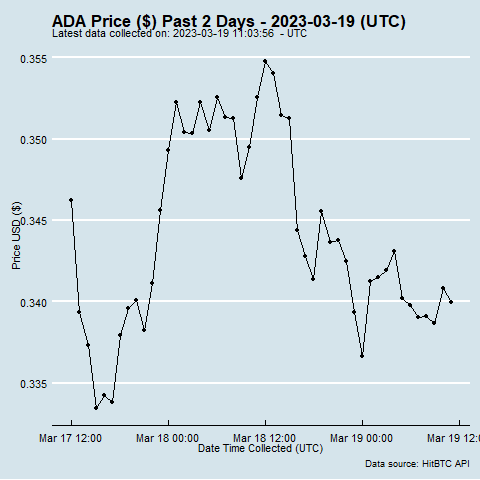 ADA Price ($) Past 2 Days - 2023-03-19 (UTC)
Latest data collected on: 2023-03-19 11:03:56 - UTC
0.355
0.350
0.345
0.340
0.335
Price USD ($)
Mar 17 12:00 Mar 18 00:00 Mar 18 12:00 Mar 19 00:00 Mar 19 12:
Date Time Collected (UTC)
Data source: HitBTC API